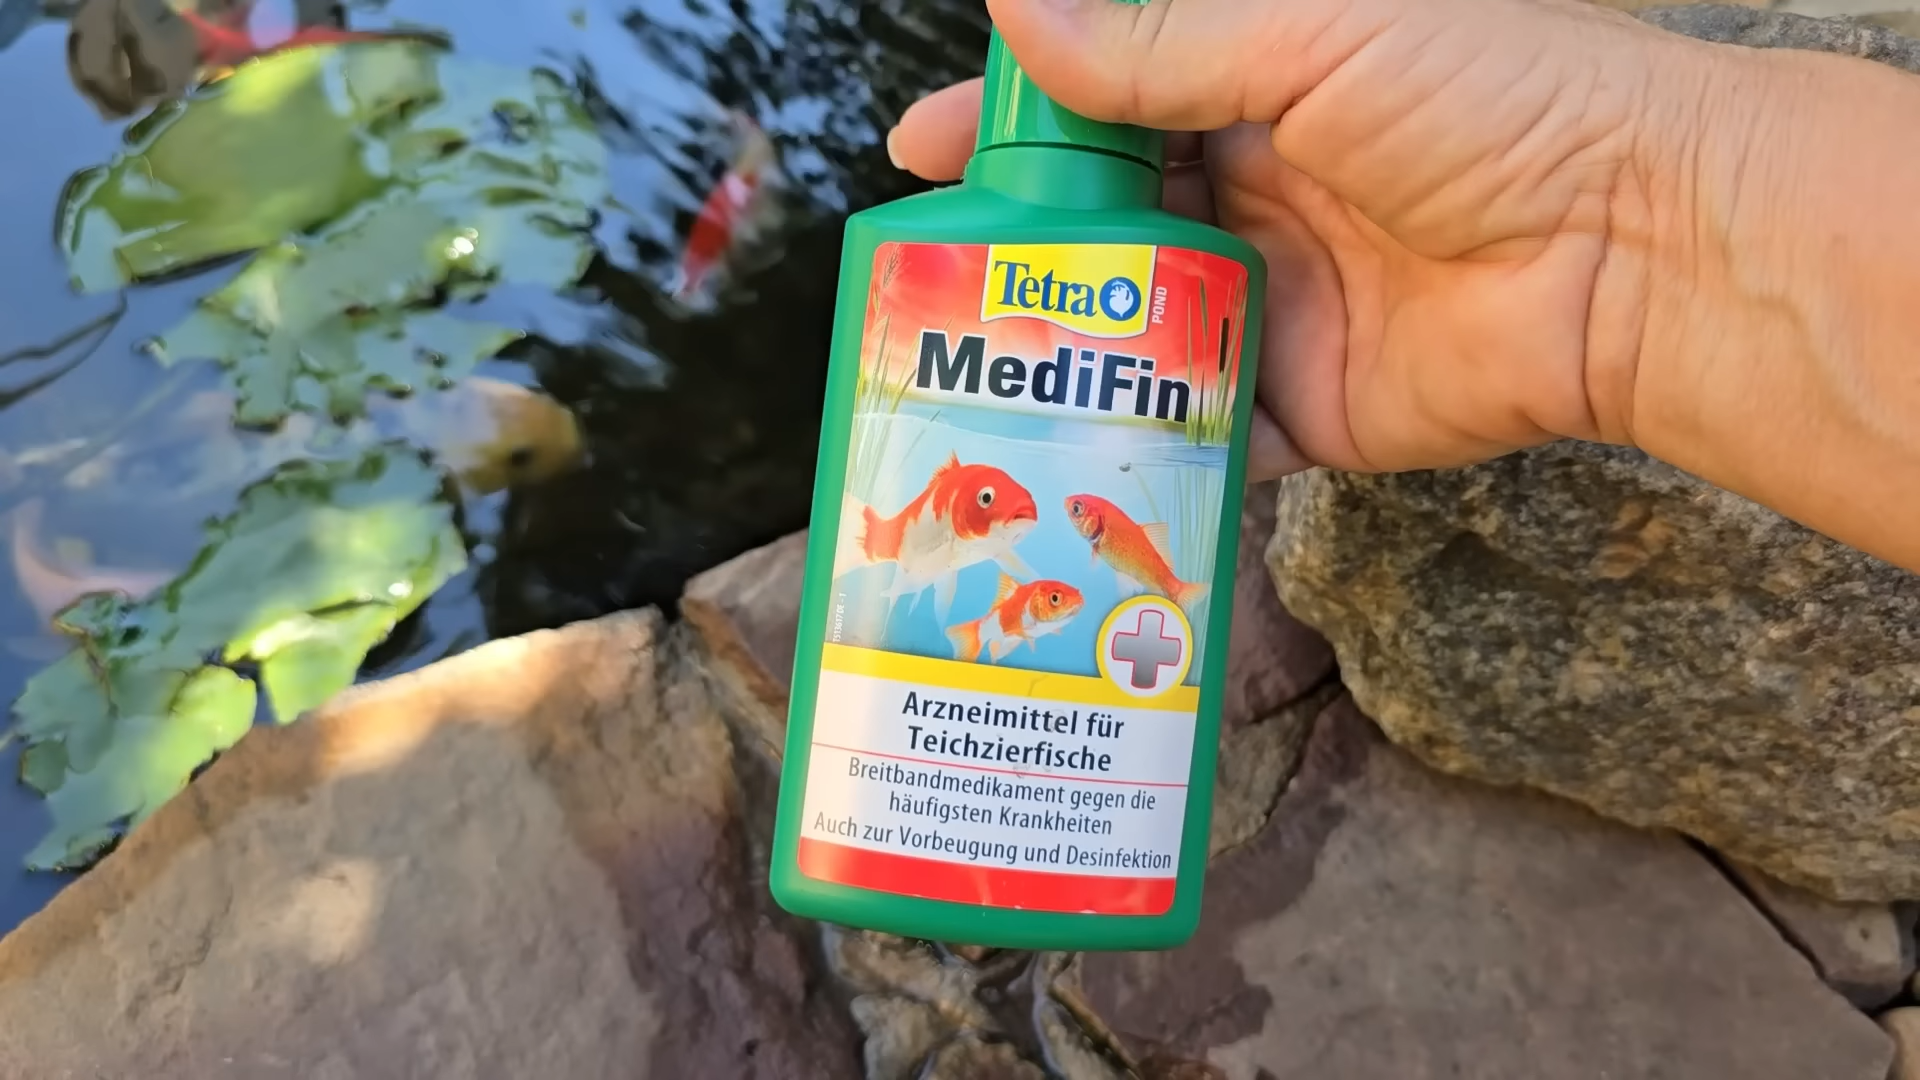 Tetra
POND
MediFin
Arzneimittel für
Teichzierfische
Breitbandmedikament gegen die
häufigsten Krankheiten
Auch zur Vorbeugung und Desinfektion